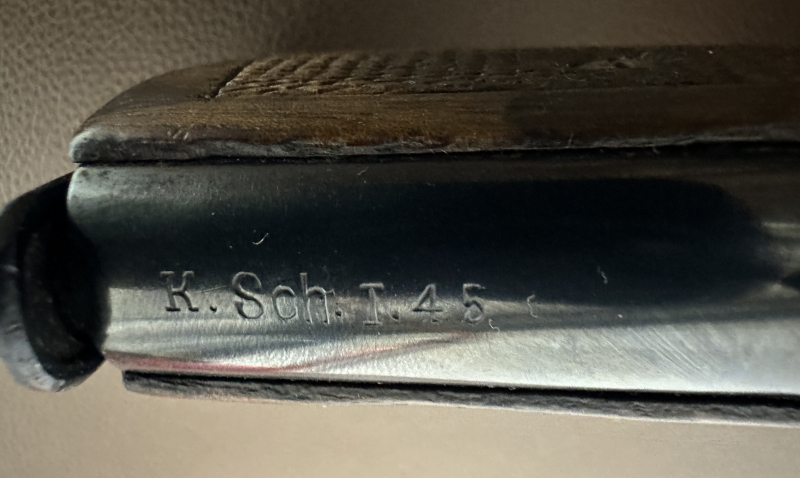 K. Sch. I. 45